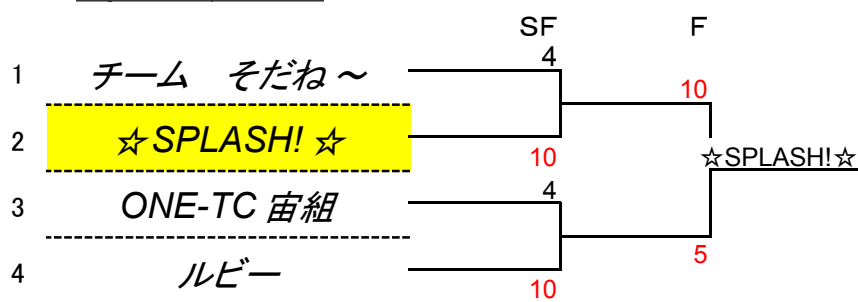 SF F
4
1 チーム そだね～
10
2 ☆SPLASH! ☆
10
☆SPLASH!☆
4
3 ONE-TC 宙組
5
4 ルビー
10